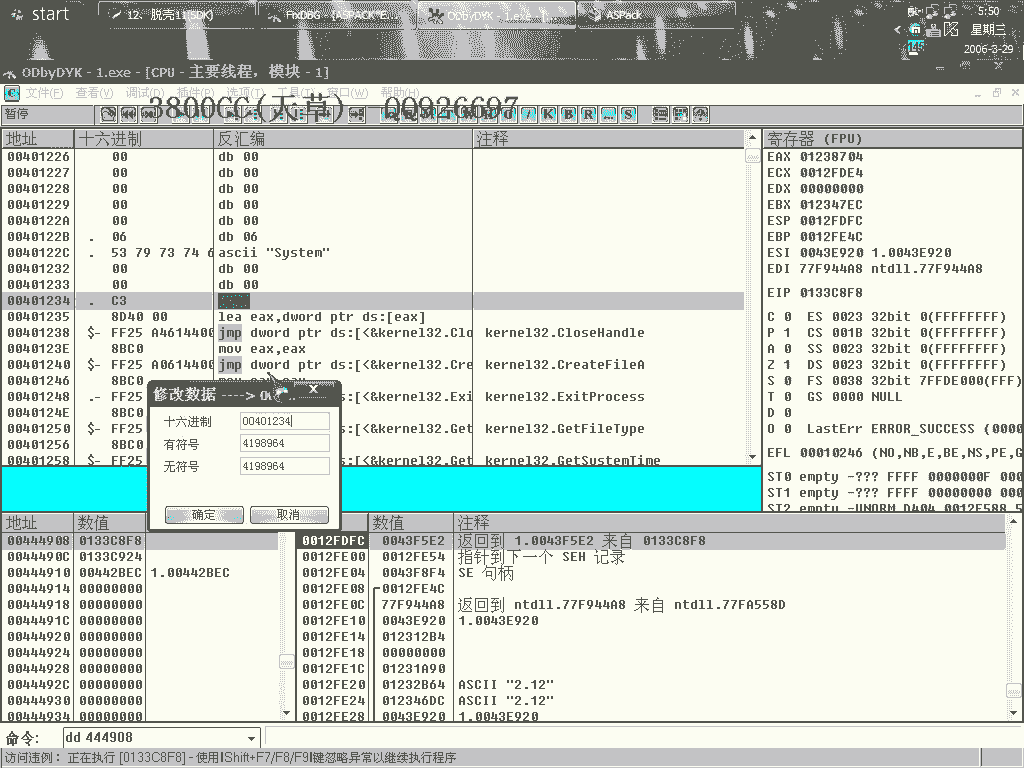 start
12、脱壳11(SDK)
FixDBG - (ASPACK*E...
ODbyDYK - 1.exe - [...
ASPack
5:50
星期三
2006-3-29
145
ODbyDYK - 1.exe - [CPU - 主要线程, 模块 - 1]
文件(F) 查看(V) 调试(D) 插件(P) 选项(T) 工具(T) 窗口(W) 帮助(H)
3800CC(天草) QQ926697
暂停
K B R ... S
地址 十六进制 反汇编 注释
00401226 00 db 00
00401227 00 db 00
00401228 00 db 00
00401229 00 db 00
0040122A 00 db 00
0040122B . 06 db 06
0040122C . 53 79 73 74 6 ascii "System"
00401232 00 db 00
00401233 00 db 00
00401234 . C3
00401235 8D40 00 lea eax,dword ptr ds:[eax]
00401238 $- FF25 A4614400 jmp dword ptr ds:[<&kernel32.Clo kernel32.CloseHandle
0040123E 8BC0 mov eax,eax
00401240 $- FF25 A0614400 jmp dword ptr ds:[<&kernel32.Cre kernel32.CreateFileA
00401246 8BC0
00401248 .- FF25 ds:[<&kernel32.Exi kernel32.ExitProcess
0040124E 8BC0
00401250 $- FF25 ds:[<&kernel32.Get kernel32.GetFileType
00401256 8BC0
00401258 $- FF25 ds:[<&kernel32.Get kernel32.GetSystemTime
寄存器 (FPU)
EAX 01238704
ECX 0012FDE4
EDX 00000000
EBX 012347EC
ESP 0012FDFC
EBP 0012FE4C
ESI 0043E920 1.0043E920
EDI 77F944A8 ntdll.77F944A8
EIP 0133C8F8
C 0 ES 0023 32bit 0(FFFFFFFF)
P 1 CS 001B 32bit 0(FFFFFFFF)
A 0 SS 0023 32bit 0(FFFFFFFF)
Z 1 DS 0023 32bit 0(FFFFFFFF)
S 0 FS 0038 32bit 7FFDE000(FFF)
T 0 GS 0000 NULL
D 0
O 0 LastErr ERROR_SUCCESS (0000
EFL 00010246 (NO,NB,E,BE,NS,PE,G
ST0 empty -??? FFFF 0000000F 000
ST1 empty -??? FFFF 00000000 000
ST2 empty -UNORM D404 0012F588 5
修改数据 ---->
十六进制 00401234
有符号 4198964
无符号 4198964
确定 取消
地址 数值
00444908 0133C8F8
0044490C 0133C924
00444910 00442BEC 1.00442BEC
00444914 00000000
00444918 00000000
0044491C 00000000
00444920 00000000
00444924 00000000
00444928 00000000
0044492C 00000000
00444930 00000000
00444934 00000000
数值 注释
0012FDFC 0043F5E2 返回到 1.0043F5E2 来自 0133C8F8
0012FE00 0012FE54 指针到下一个 SEH 记录
0012FE04 0043F8F4 SE 句柄
0012FE08 0012FE4C
0012FE0C 77F944A8 返回到 ntdll.77F944A8 来自 ntdll.77FA558D
0012FE10 0043E920 1.0043E920
0012FE14 012312B4
0012FE18 00000000
0012FE1C 01231A90
0012FE20 01232B64 ASCII "2.12"
0012FE24 012346DC ASCII "2.12"
0012FE28 0043E920 1.0043E920
命令: dd 444908
访问违例: 正在执行 [0133C8F8] - 使用Shift+F7/F8/F9键忽略异常以继续执行程序